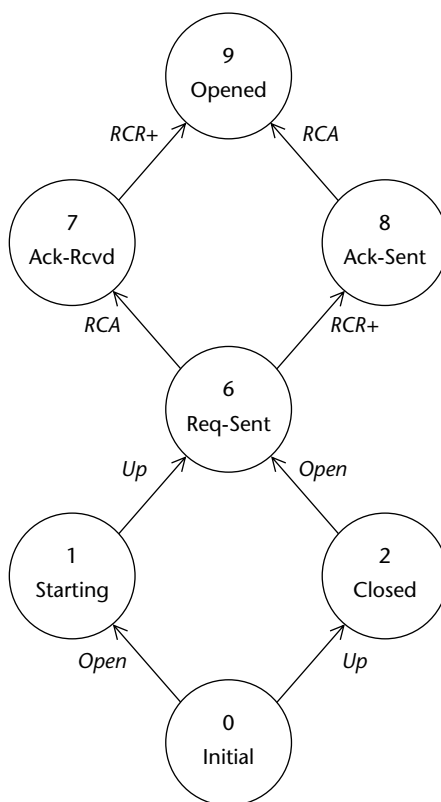 9
Opened
RCR+
RCA
7
Ack-Rcvd
8
Ack-Sent
RCA
RCR+
6
Req-Sent
Up
Open
1
Starting
2
Closed
Open
Up
0
Initial